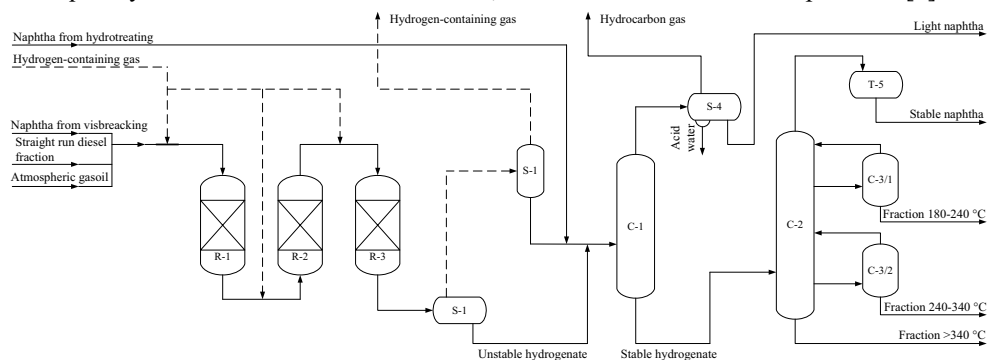 Hydrogen-containing gas
Hydrocarbon gas
Light naphtha
Naphtha from hydrotreating
Hydrogen-containing gas
T-5
S-4
Stable naphtha
Acid
water
Naphtha from visbreacking
Straight run diesel
fraction
Atmospheric gasoil
S-1
C-3/1
Fraction 180-240 °C
C-1
C-2
R-1
R-2
R-3
C-3/2
S-1
Fraction 240-340 °C
Fraction >340 °C
Unstable hydrogenate
Stable hydrogenate